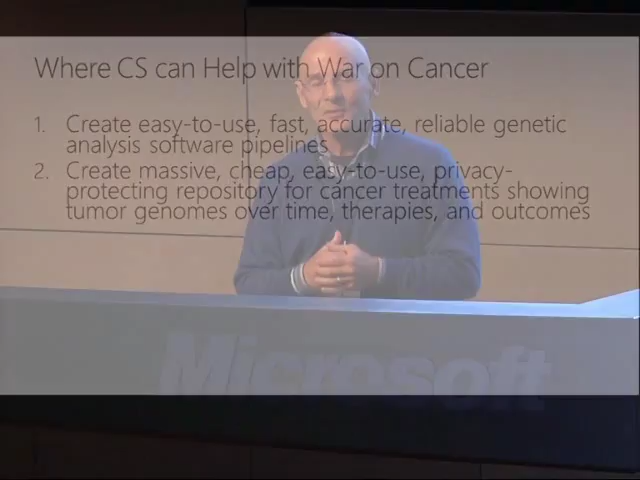 Where CS can Help with War on Cancer
1. Create easy-to-use, fast, accurate, reliable genetic
analysis software pipelines
2. Create massive, cheap, easy-to-use, privacy-
protecting repository for cancer treatments showing
tumor genomes over time, therapies, and outcomes
Microsoft